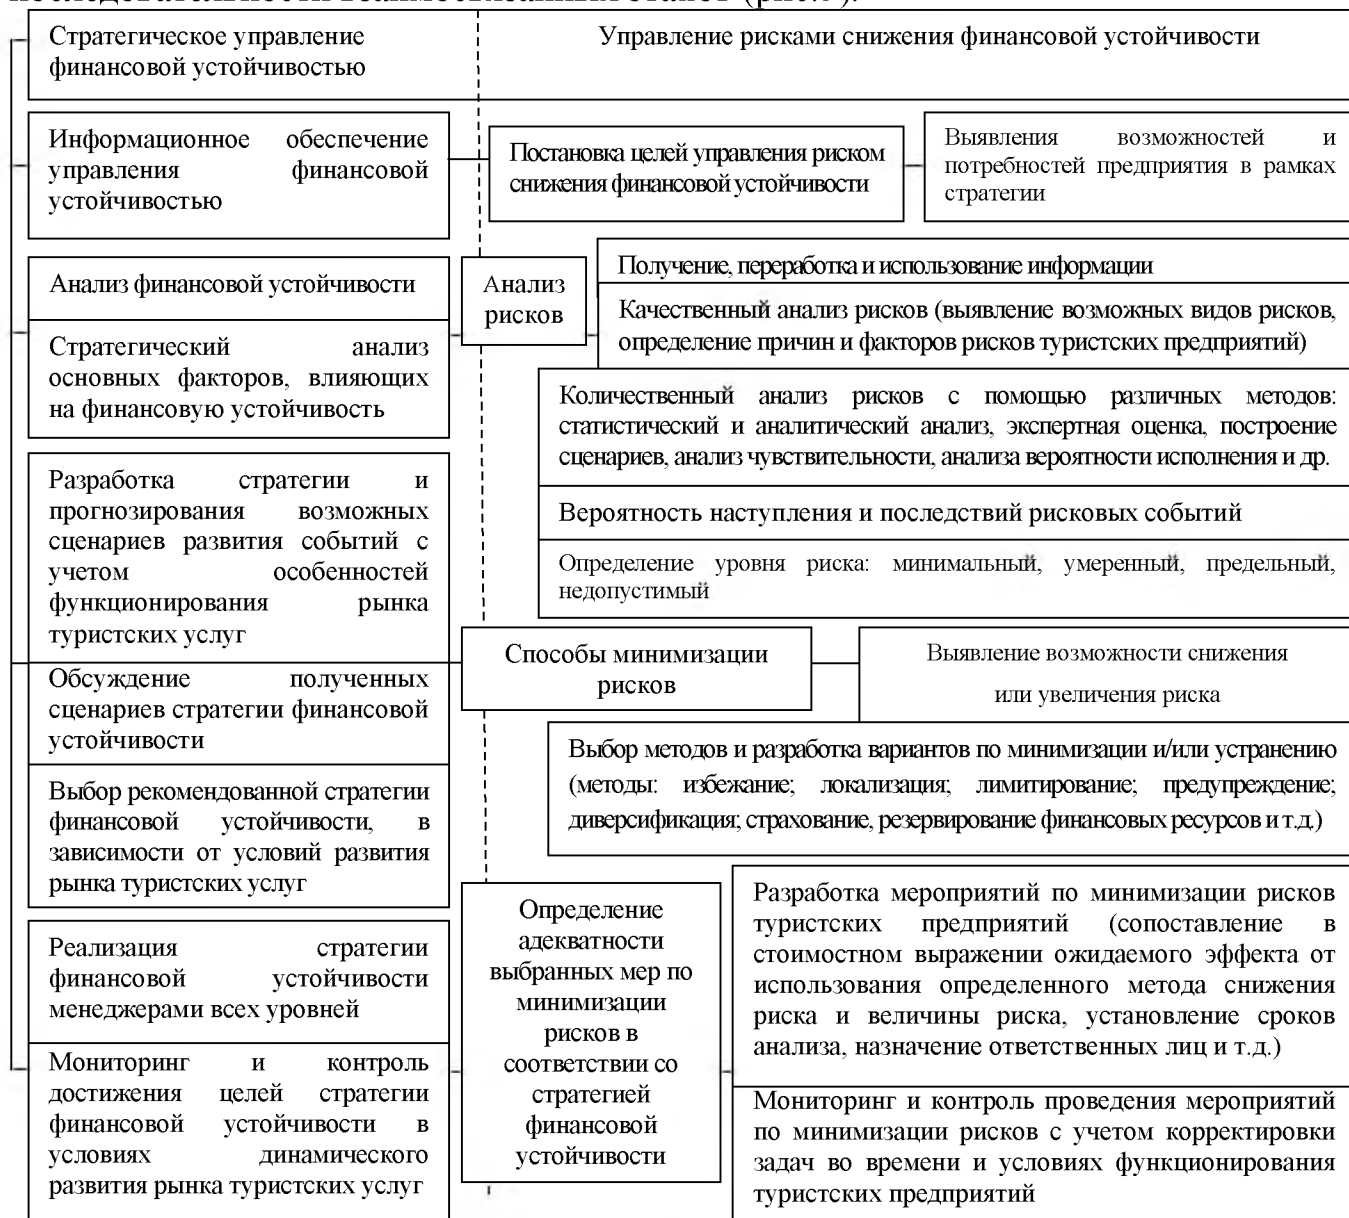 Стратегическое управление
финансовой устойчивостью
Управление рисками снижения финансовой устойчивости
Информационное обеспечение
управления финансовой
устойчивостью
Постановка целей управления риском
снижения финансовой устойчивости
Выявления возможностей и
потребностей предприятия в рамках
стратегии
Анализ финансовой устойчивости
Стратегический анализ
основных факторов, влияющих
на финансовую устойчивость
Анализ
рисков
Получение, переработка и использование информации
Качественный анализ рисков (выявление возможных видов рисков,
определение причин и факторов рисков туристских предприятий)
Количественный анализ рисков с помощью различных методов:
статистический и аналитический анализ, экспертная оценка, построение
сценариев, анализ чувствительности, анализа вероятности исполнения и др.
Вероятность наступления и последствий рисковых событий
Определение уровня риска: минимальный, умеренный, предельный,
недопустимый
Разработка стратегии и
прогнозирования возможных
сценариев развития событий с
учетом особенностей
функционирования рынка
туристских услуг
Обсуждение полученных
сценариев стратегии финансовой
устойчивости
Выбор рекомендованной стратегии
финансовой устойчивости, в
зависимости от условий развития
рынка туристских услуг
Способы минимизации
рисков
Выявление возможности снижения
или увеличения риска
Выбор методов и разработка вариантов по минимизации и/или устранению
(методы: избежание; локализация; лимитирование; предупреждение;
диверсификация; страхование, резервирование финансовых ресурсов и т.д.)
Реализация стратегии
финансовой устойчивости
менеджерами всех уровней
Мониторинг и контроль
достижения целей стратегии
финансовой устойчивости в
условиях динамического
развития рынка туристских услуг
Определение
адекватности
выбранных мер по
минимизации
рисков в
соответствии со
стратегией
финансовой
устойчивости
Разработка мероприятий по минимизации рисков
туристских предприятий (сопоставление в
стоимостном выражении ожидаемого эффекта от
использования определенного метода снижения
риска и величины риска, установление сроков
анализа, назначение ответственных лиц и т.д.)
Мониторинг и контроль проведения мероприятий
по минимизации рисков с учетом корректировки
задач во времени и условиях функционирования
туристских предприятий